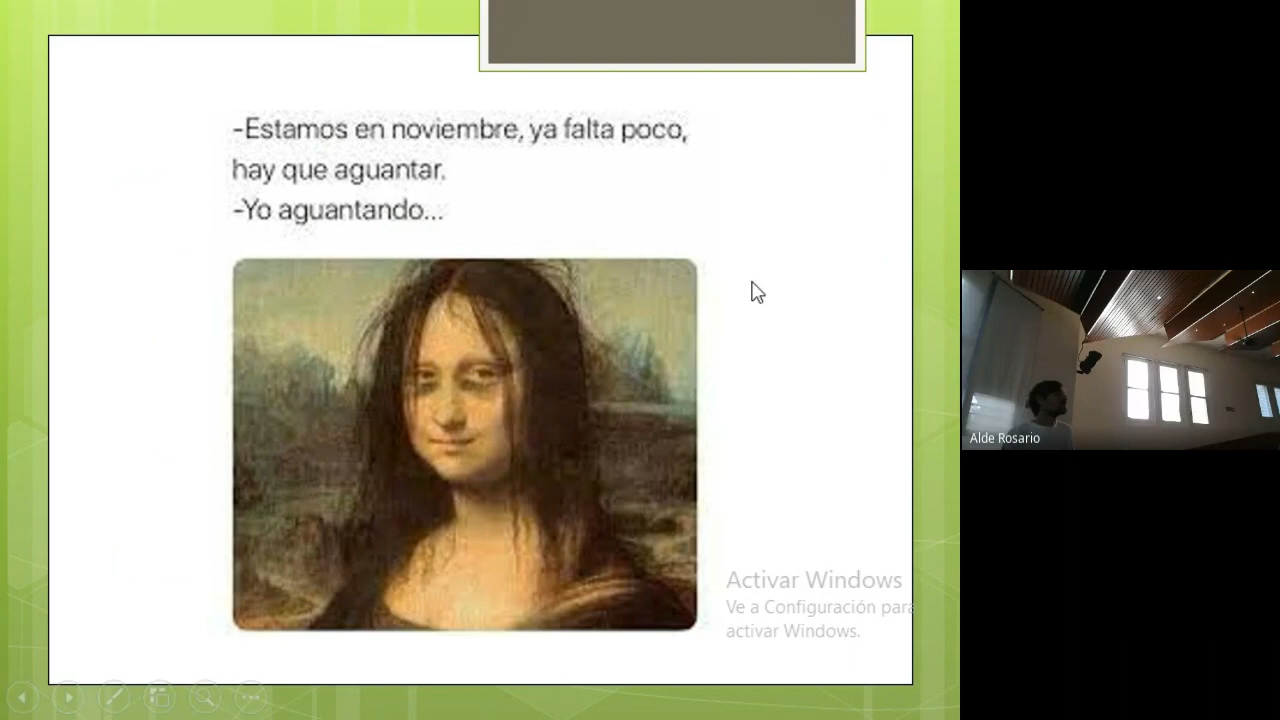 -Estamos en noviembre, ya falta poco,
hay que aguantar.
-Yo aguantando...
Activar Windows
Ve a Configuración para
activar Windows.
Alde Rosario